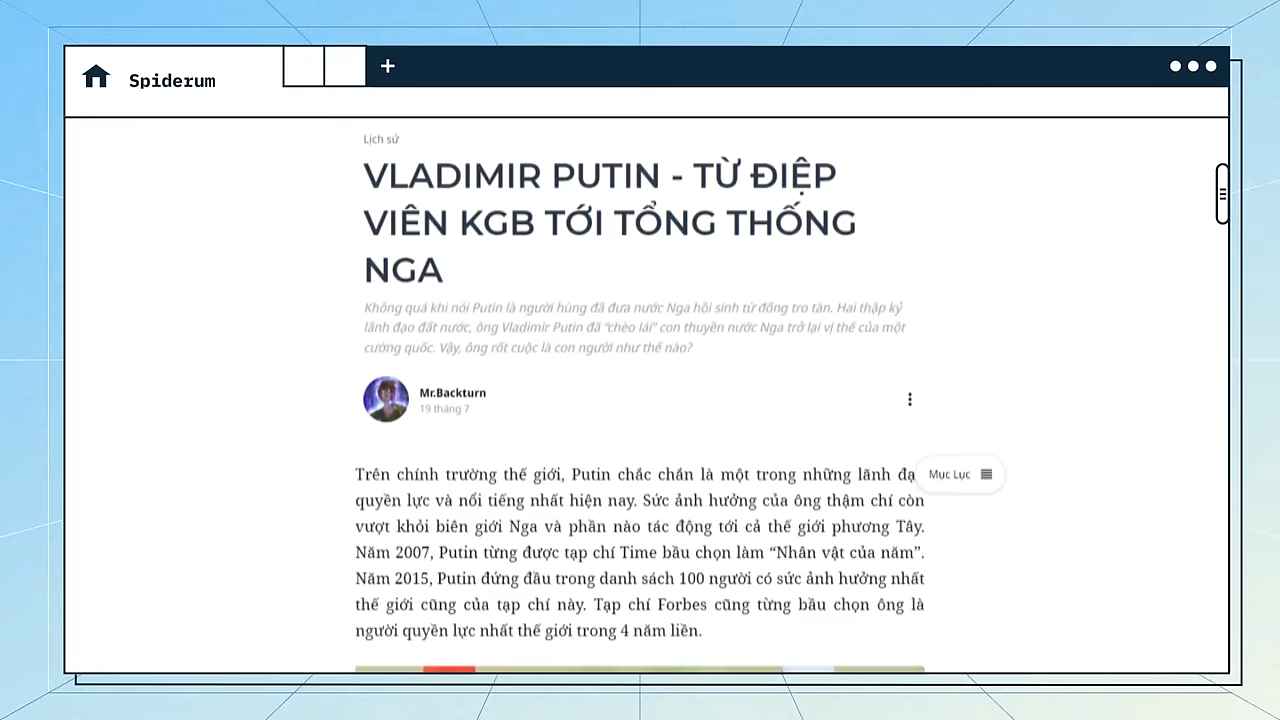 Spiderum
Lịch sử
VLADIMIR PUTIN - TỪ ĐIỆP
VIÊN KGB TỚI TỔNG THỐNG
NGA
Không quá khi nói Putin là người hùng đã đưa nước Nga hồi sinh từ đống tro tàn. Hai thập kỷ
lãnh đạo đất nước, ông Vladimir Putin đã "chèo lái" con thuyền nước Nga trở lại vị thế của một
cường quốc. Vậy, ông rốt cuộc là con người như thế nào?
Mr.Backturn
19 tháng 7
Trên chính trường thế giới, Putin chắc chắn là một trong những lãnh đạ
Mục Lục
quyền lực và nổi tiếng nhất hiện nay. Sức ảnh hưởng của ông thậm chí còn
vượt khỏi biên giới Nga và phần nào tác động tới cả thế giới phương Tây.
Năm 2007, Putin từng được tạp chí Time bầu chọn làm “Nhân vật của năm”.
Năm 2015, Putin đứng đầu trong danh sách 100 người có sức ảnh hưởng nhất
thế giới cũng của tạp chí này. Tạp chí Forbes cũng từng bầu chọn ông là
người quyền lực nhất thế giới trong 4 năm liền.